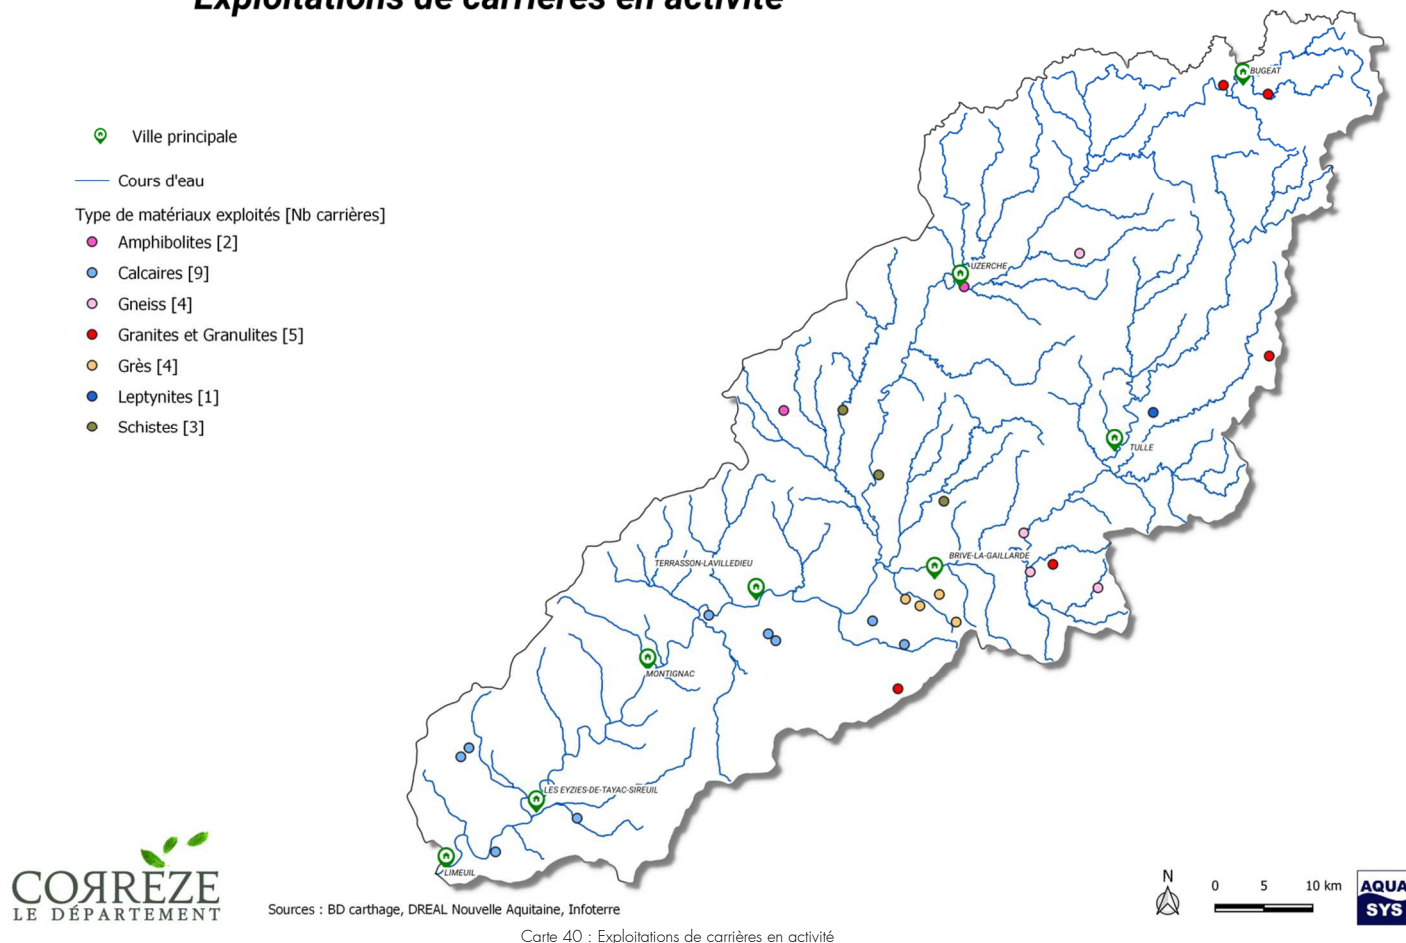 Exploitations de carrières en activité
Ville principale
Cours d'eau
Type de matériaux exploités [Nb carrières]
Amphibolites [2]
Calcaires [9]
Gneiss [4]
Granites et Granulites [5]
Grès [4]
Leptynites [1]
Schistes [3]
BUGEAT
UZERCHE
TULLE
BRIVE-LA-GAILLARDE
TERRASSON-LAVILLEDIEU
MONTIGNAC
LES EYZIES-DE-TAYAC-SIREUIL
LIMEUIL
CORRÈZE
LE DÉPARTEMENT
Sources : BD carthage, DREAL Nouvelle Aquitaine, Infoterre
N
0 5 10 km
AQUA
SYS
Carte 40 : Exploitations de carrières en activité